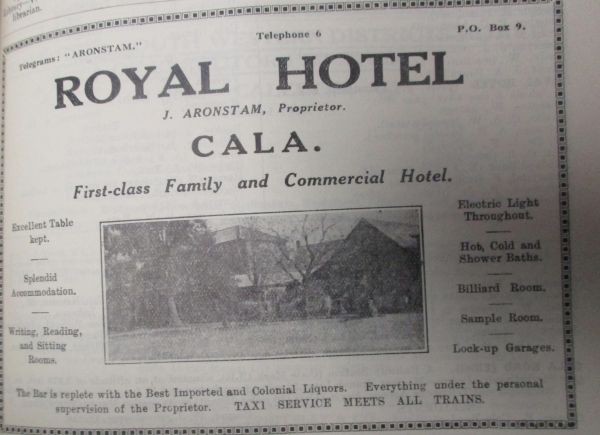 librarian.
Telegrams: "ARONSTAM."
Telephone 6
P.O. Box 9.
ROYAL HOTEL
J. ARONSTAM, Proprietor.
CALA.
First-class Family and Commercial Hotel.
Excellent Table
kept.
Splendid
Accommodation.
Writing, Reading,
and Sitting
Rooms.
Electric Light
Throughout.
Hot, Cold and
Shower Baths.
Billiard Room.
Sample Room.
Lock-up Garages.
The Bar is replete with the Best Imported and Colonial Liquors. Everything under the personal
supervision of the Proprietor. TAXI SERVICE MEETS ALL TRAINS.